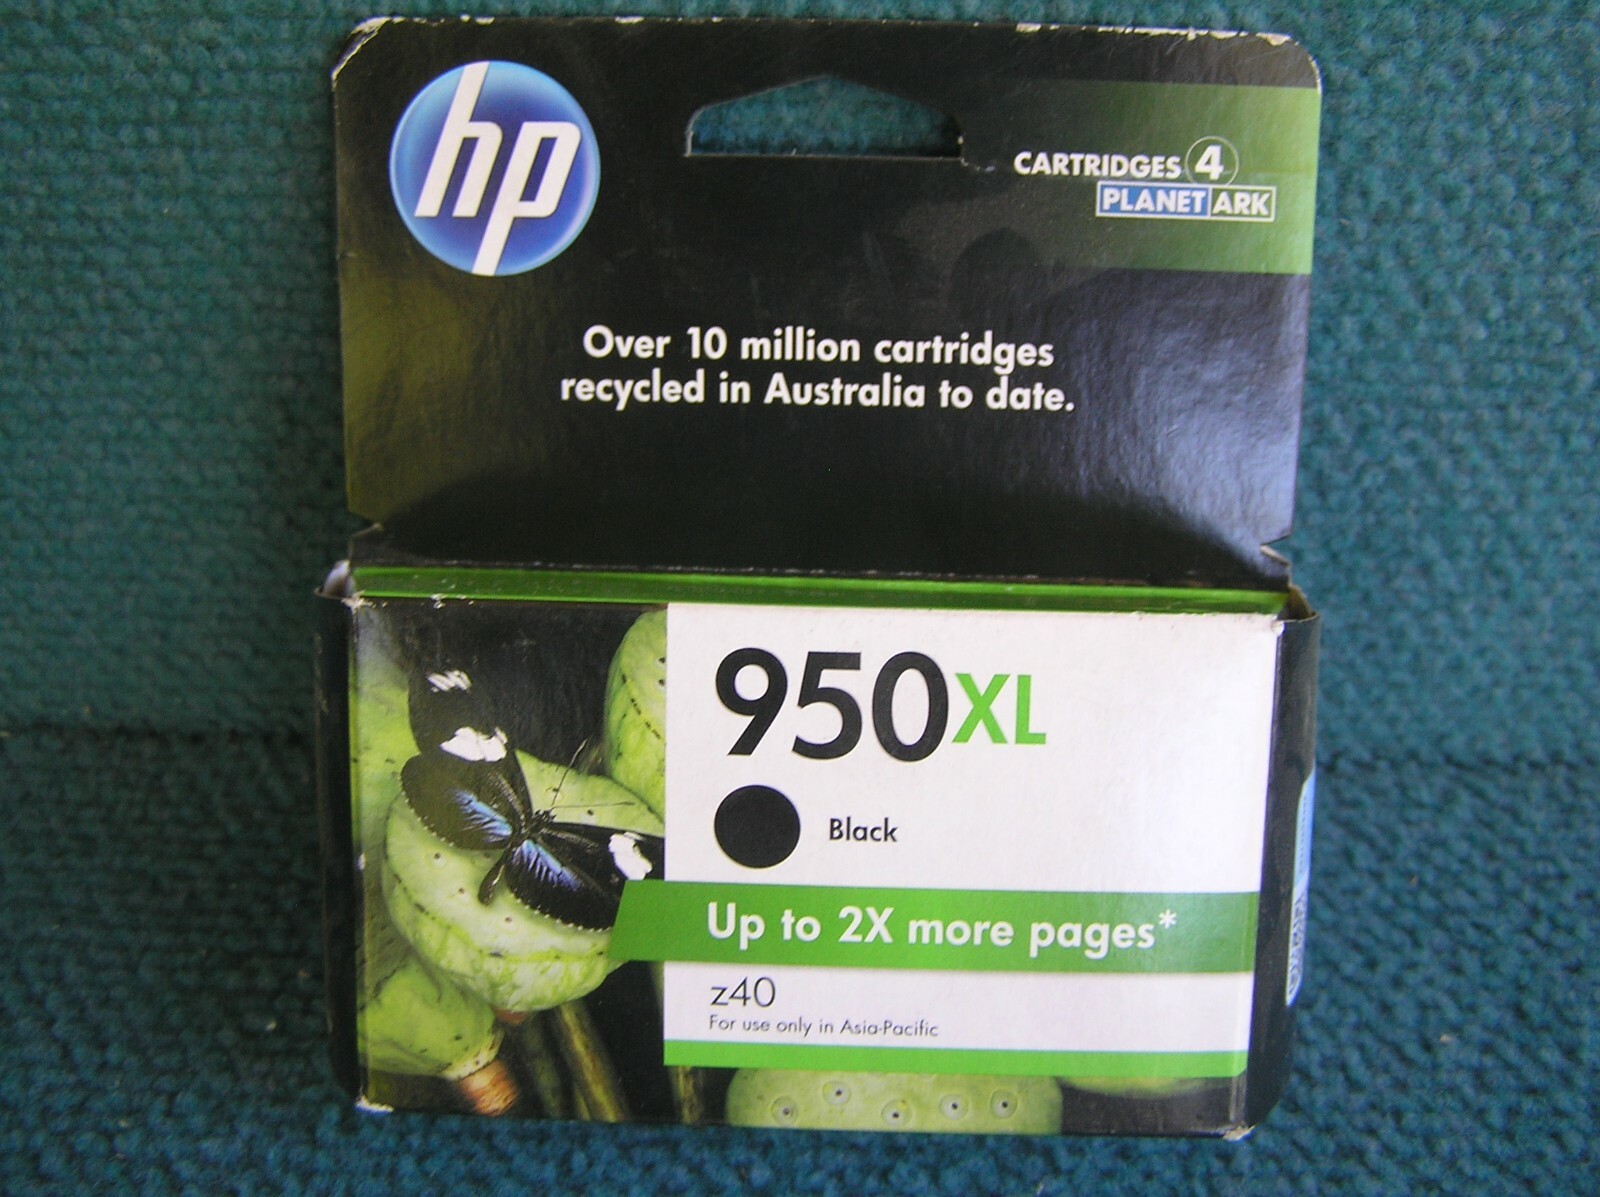 hp
CARTRIDGES 4
PLANET ARK
Over 10 million cartridges
recycled in Australia to date.
950XL
Black
Up to 2X more pages*
z40
For use only in Asia-Pacific